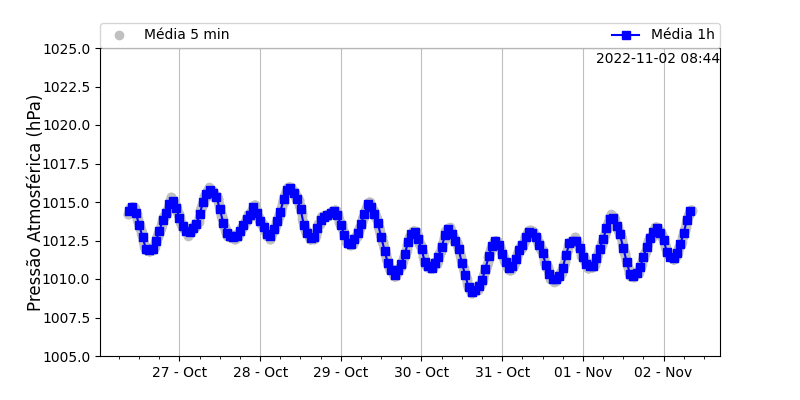 Média 5 min
Média 1h
2022-11-02 08:44
Pressão Atmosférica (hPa)
1025.0
1022.5
1020.0
1017.5
1015.0
1012.5
1010.0
1007.5
1005.0
27 - Oct
28 - Oct
29 - Oct
30 - Oct
31 - Oct
01 - Nov
02 - Nov